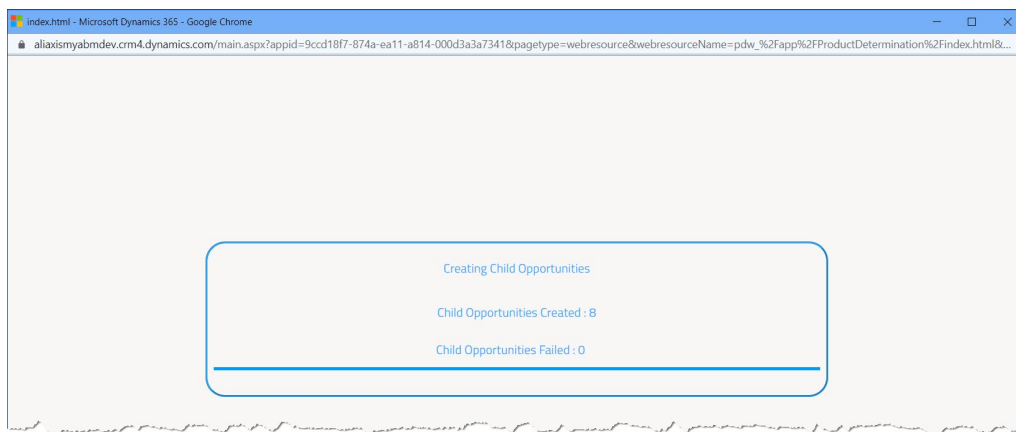 index.html - Microsoft Dynamics 365 - Google Chrome
aliaxismyabmdev.crm4.dynamics.com/main.aspx?appid=9ccd18f7-874a-ea11-a814-000d3a3a7341&pagetype=webresource&webresourceName=pdw_%2Fapp%2FProductDetermination%2Findex.html&...
Creating Child Opportunities
Child Opportunities Created : 8
Child Opportunities Failed : 0